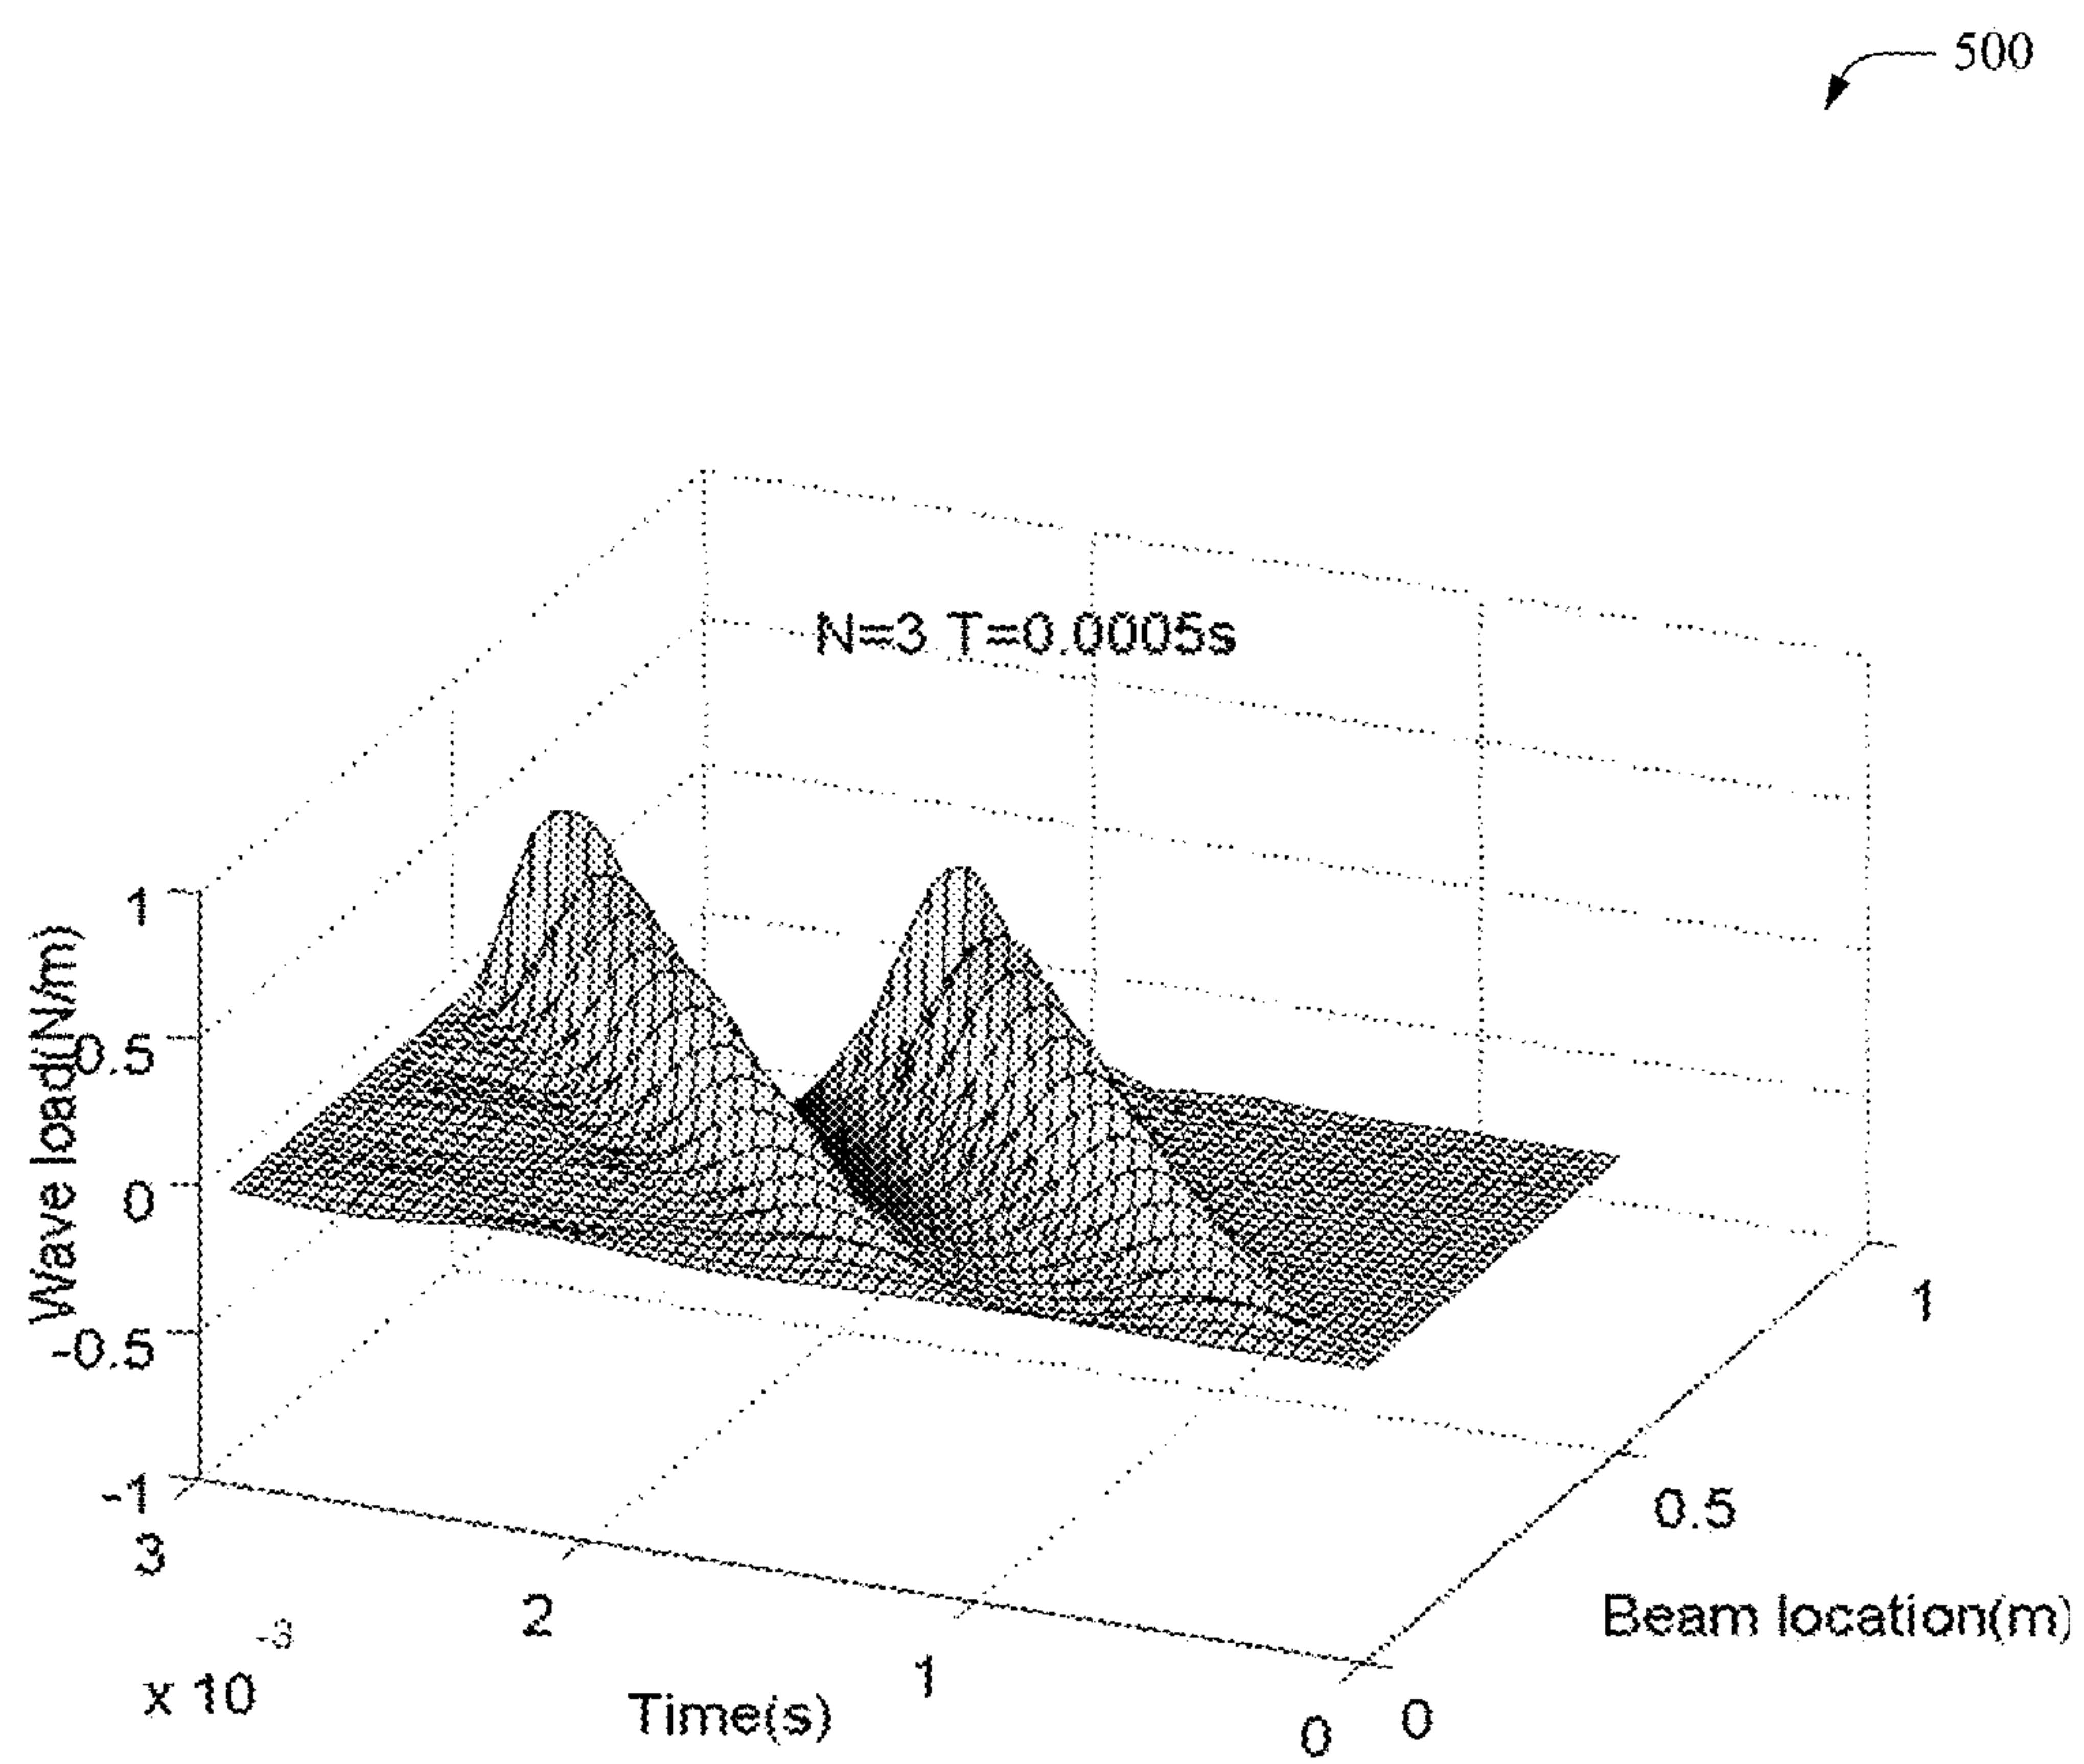 500
N=3 T=0.0005s
Wave load(N/m)
1
0.5
0
-0.5
-1
3
2
1
0
x 10
-3
Time(s)
0
0.5
1
Beam location(m)